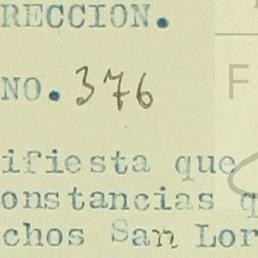 RECCION.
NO. 376
F
ifiesta que
onstancias q
chos San Lor